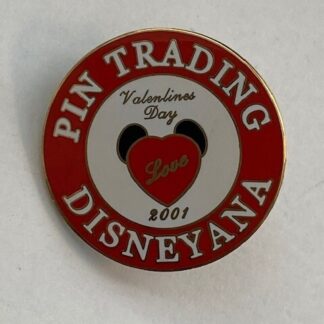 PIN TRADING
Valentines
Day
Love
2001
DISNEYANA